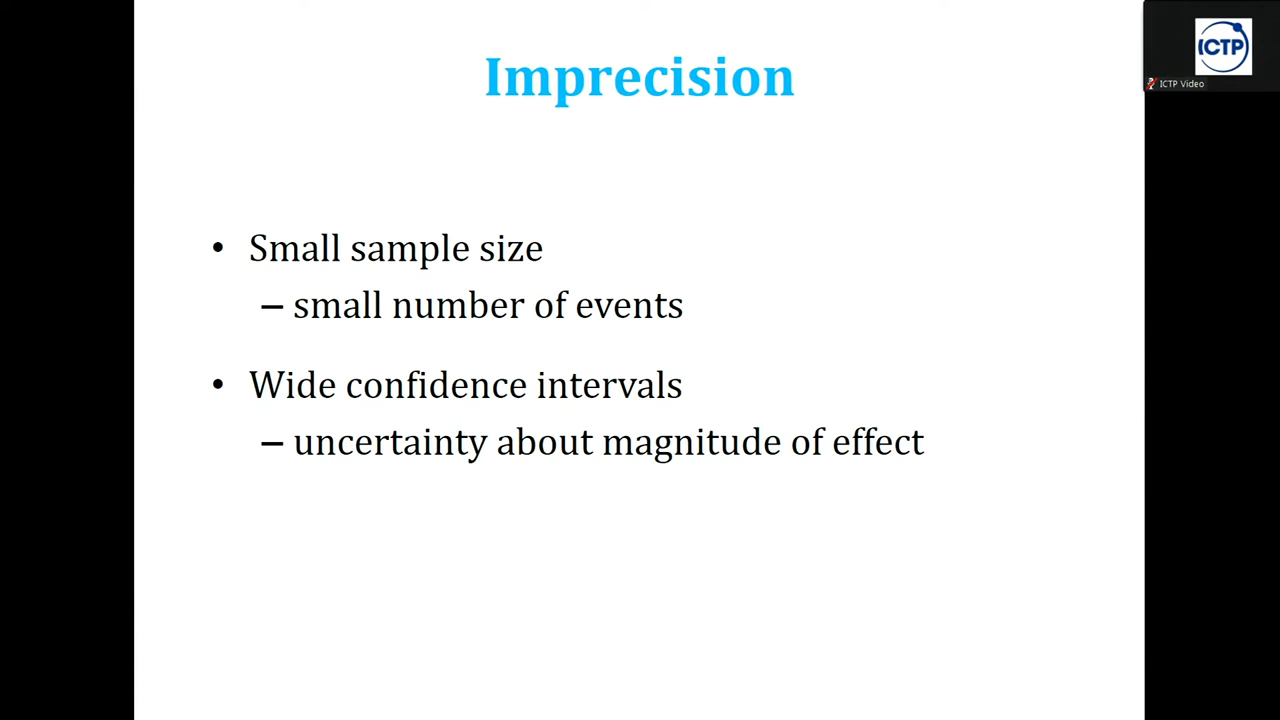 Imprecision
ICTP
ICTP Video
• Small sample size
– small number of events
• Wide confidence intervals
– uncertainty about magnitude of effect